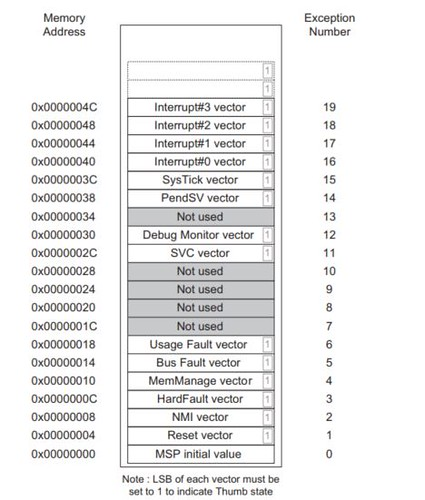 Memory Address Exception Number
1
1
0x0000004C Interrupt#3 vector 1 19
0x00000048 Interrupt#2 vector 1 18
0x00000044 Interrupt#1 vector 1 17
0x00000040 Interrupt#0 vector 1 16
0x0000003C SysTick vector 1 15
0x00000038 PendSV vector 1 14
0x00000034 Not used 13
0x00000030 Debug Monitor vector 1 12
0x0000002C SVC vector 1 11
0x00000028 Not used 10
0x00000024 Not used 9
0x00000020 Not used 8
0x0000001C Not used 7
0x00000018 Usage Fault vector 1 6
0x00000014 Bus Fault vector 1 5
0x00000010 MemManage vector 1 4
0x0000000C HardFault vector 1 3
0x00000008 NMI vector 1 2
0x00000004 Reset vector 1 1
0x00000000 MSP initial value 0
Note : LSB of each vector must be
set to 1 to indicate Thumb state